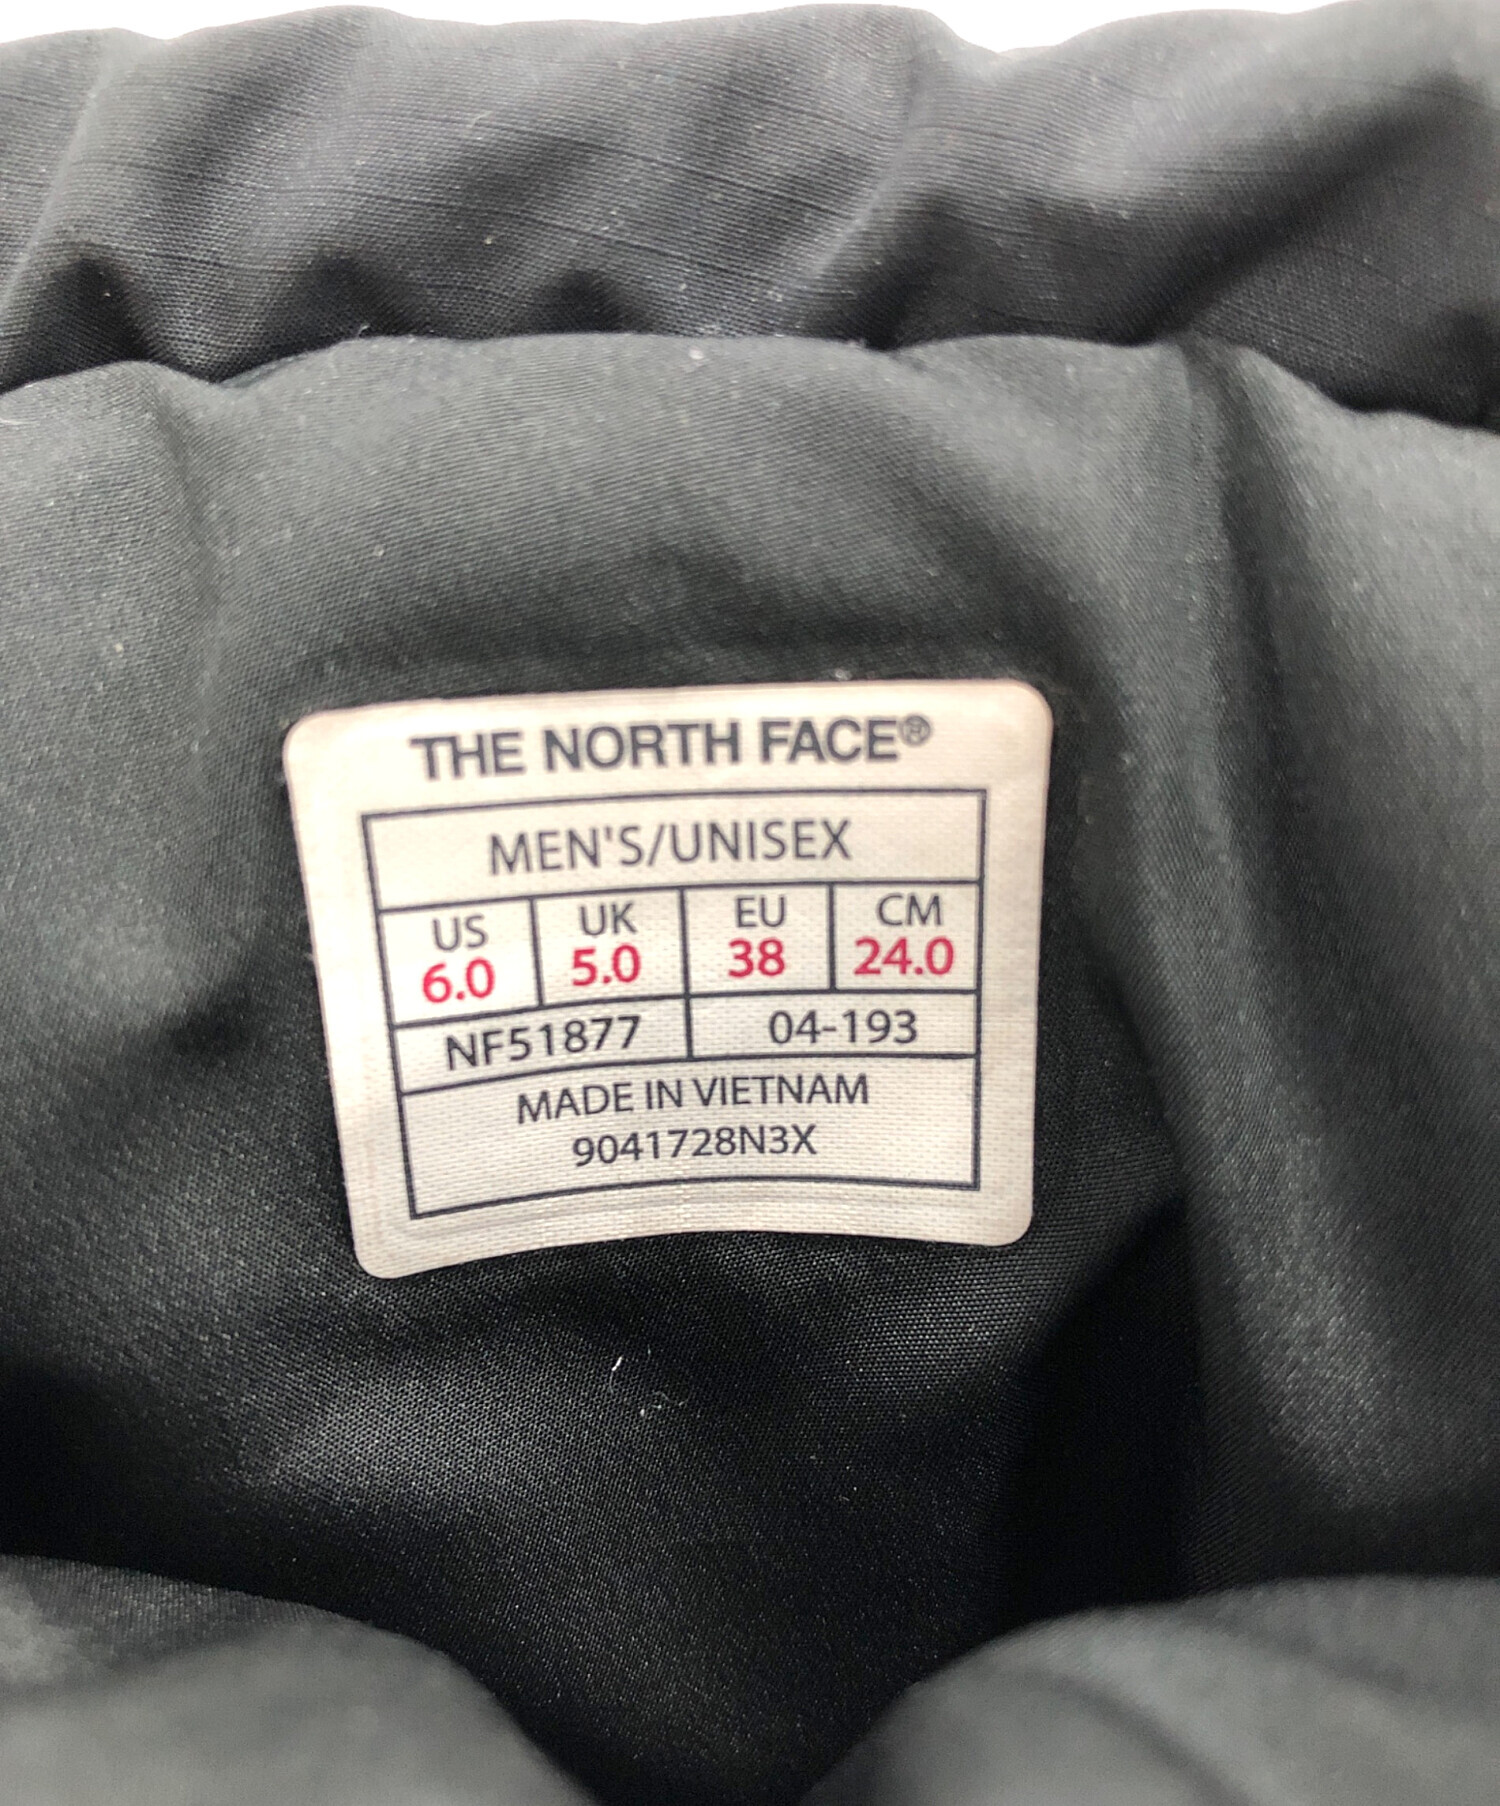 THE NORTH FACE®
MEN'S/UNISEX
US UK EU CM
6.0 5.0 38 24.0
NF51877 04-193
MADE IN VIETNAM
9041728N3X